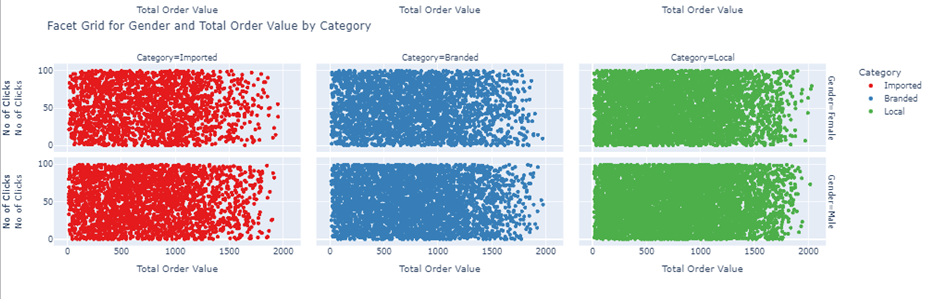 Total Order Value Total Order Value Total Order Value
Facet Grid for Gender and Total Order Value by Category
Category=Imported Category=Branded Category=Local
Category
Imported
Branded
Local
100
50
0
No of Clicks
No of Clicks
Gender=Female
100
50
0
No of Clicks
No of Clicks
Gender=Male
0 500 1000 1500 2000 0 500 1000 1500 2000 0 500 1000 1500 2000
Total Order Value Total Order Value Total Order Value